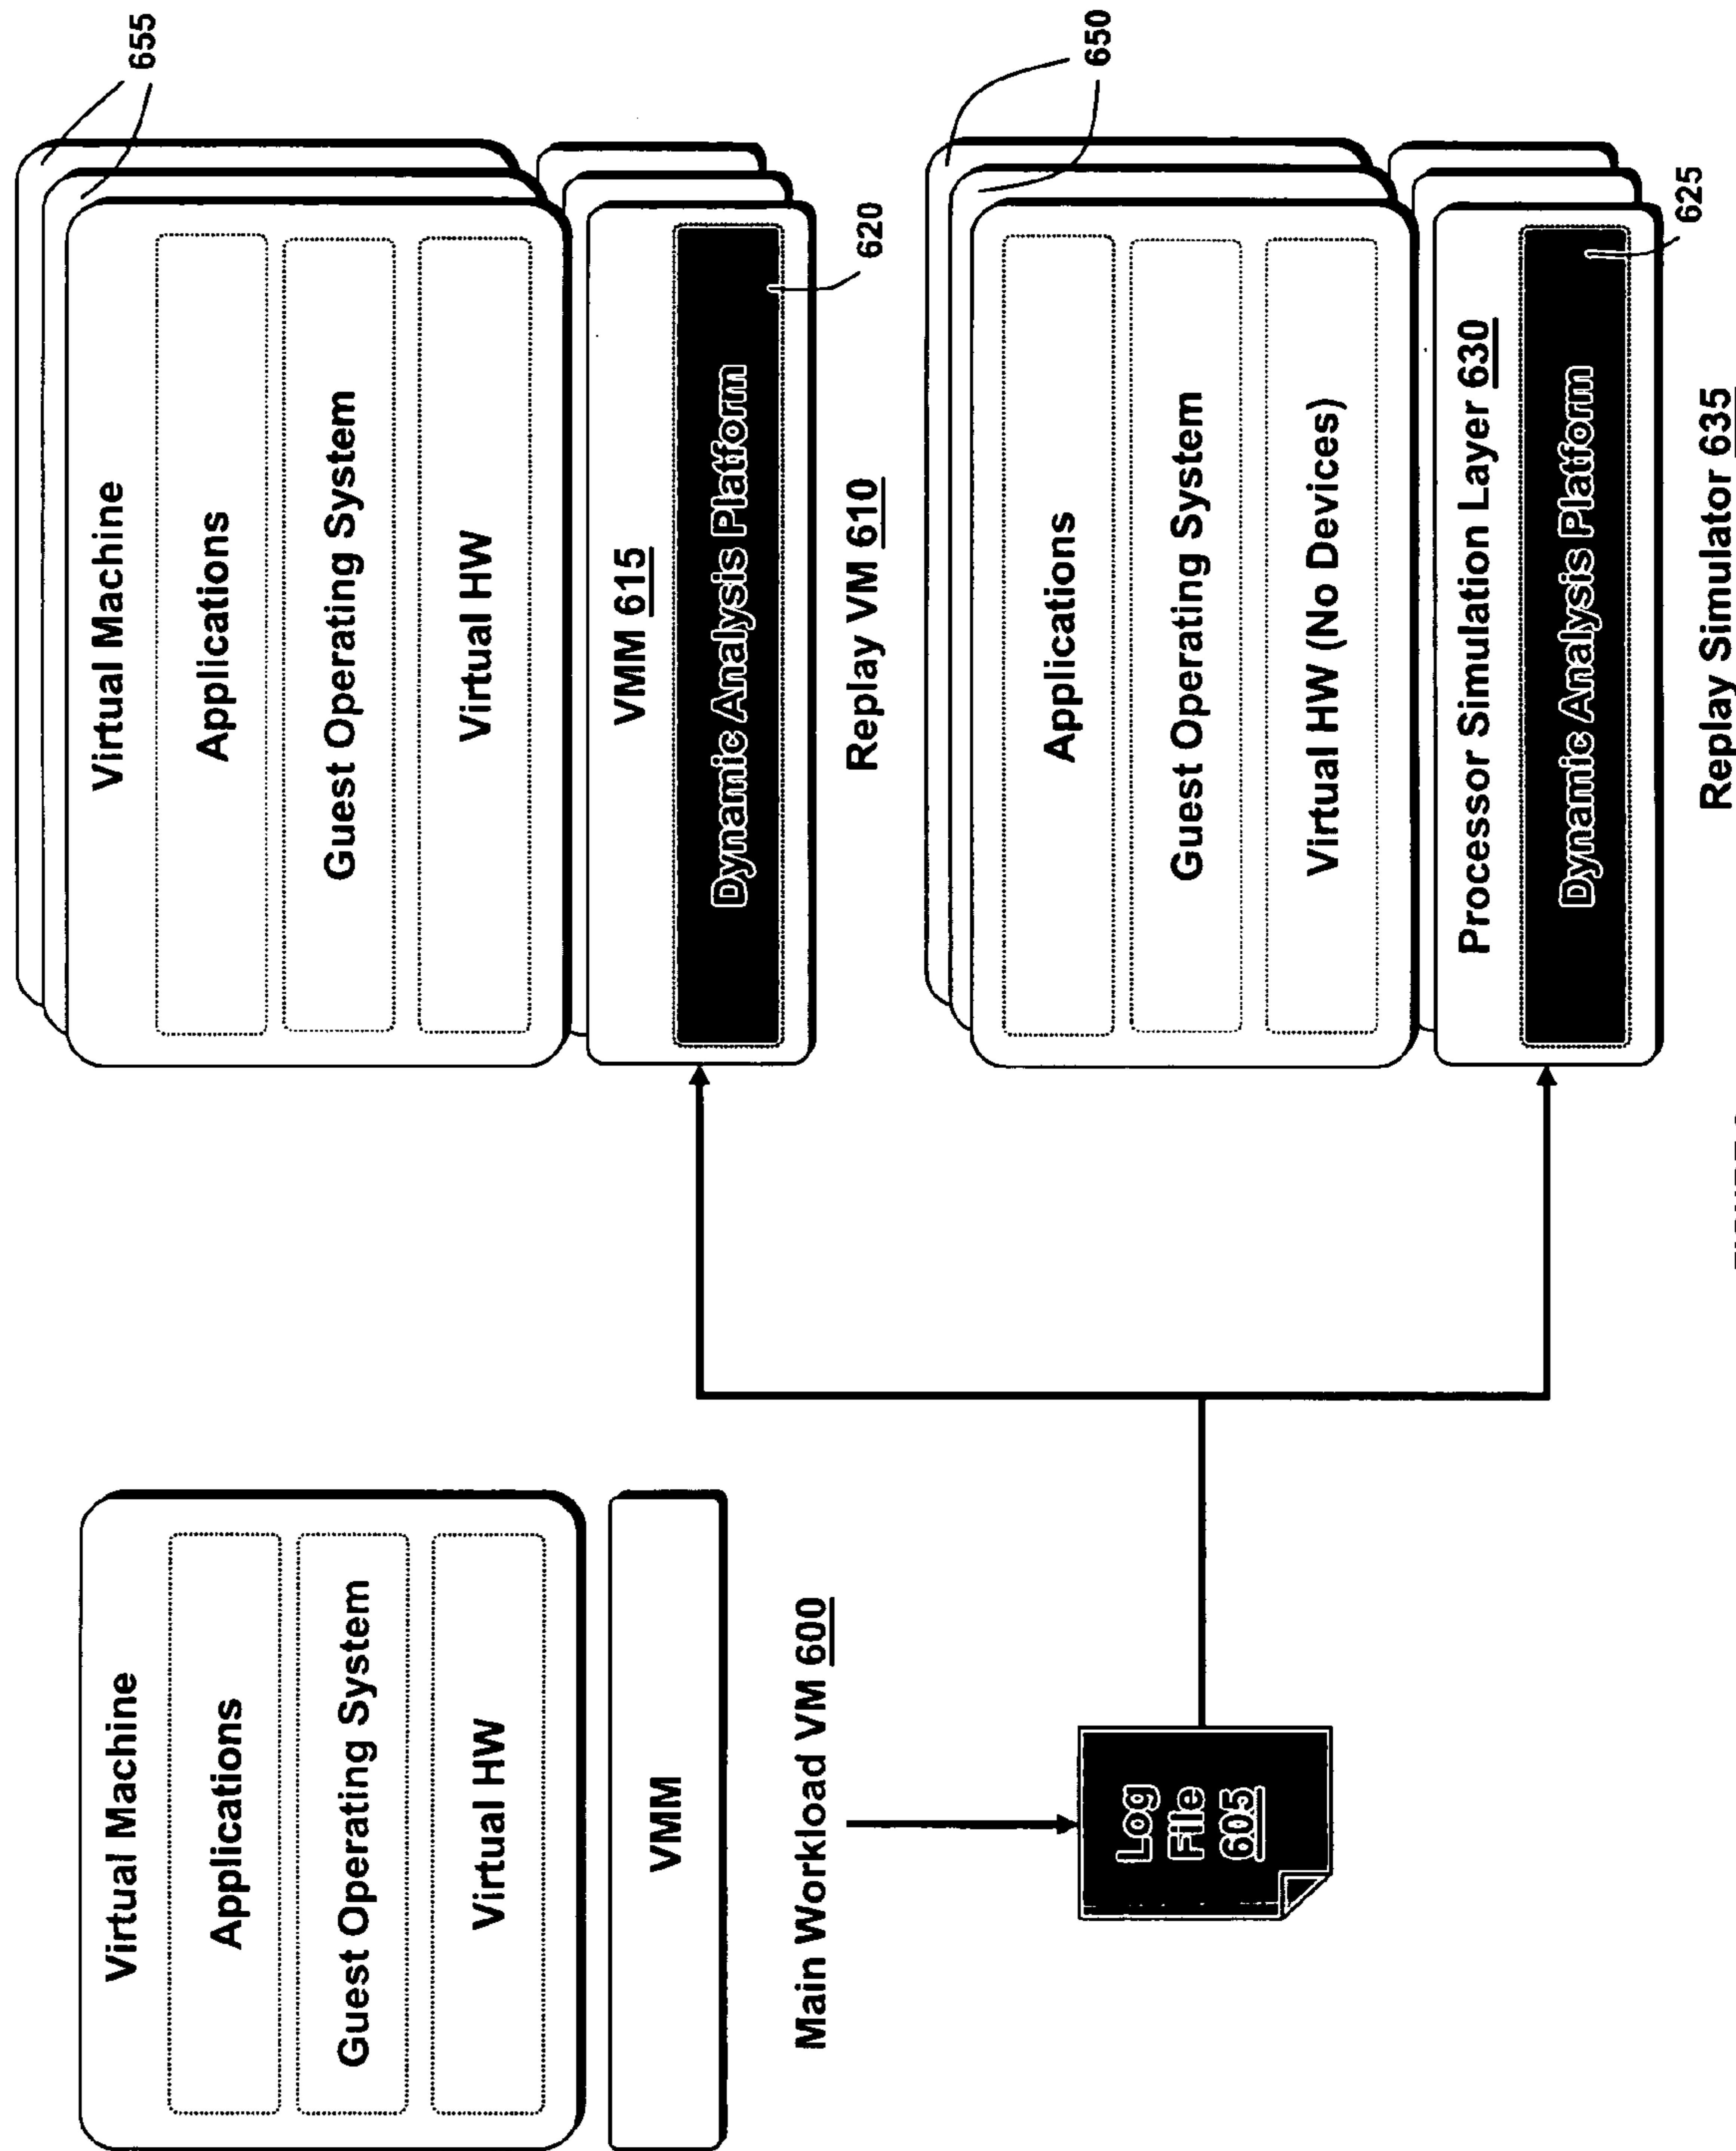 Virtual Machine
Applications
Guest Operating System
Virtual HW
VMM
Main Workload VM 600
Log
File
605
655
Virtual Machine
Applications
Guest Operating System
Virtual HW
VMM 615
Dynamic Analysis Platform
620
Replay VM 610
650
Applications
Guest Operating System
Virtual HW (No Devices)
Processor Simulation Layer 630
Dynamic Analysis Platform
625
Replay Simulator 635